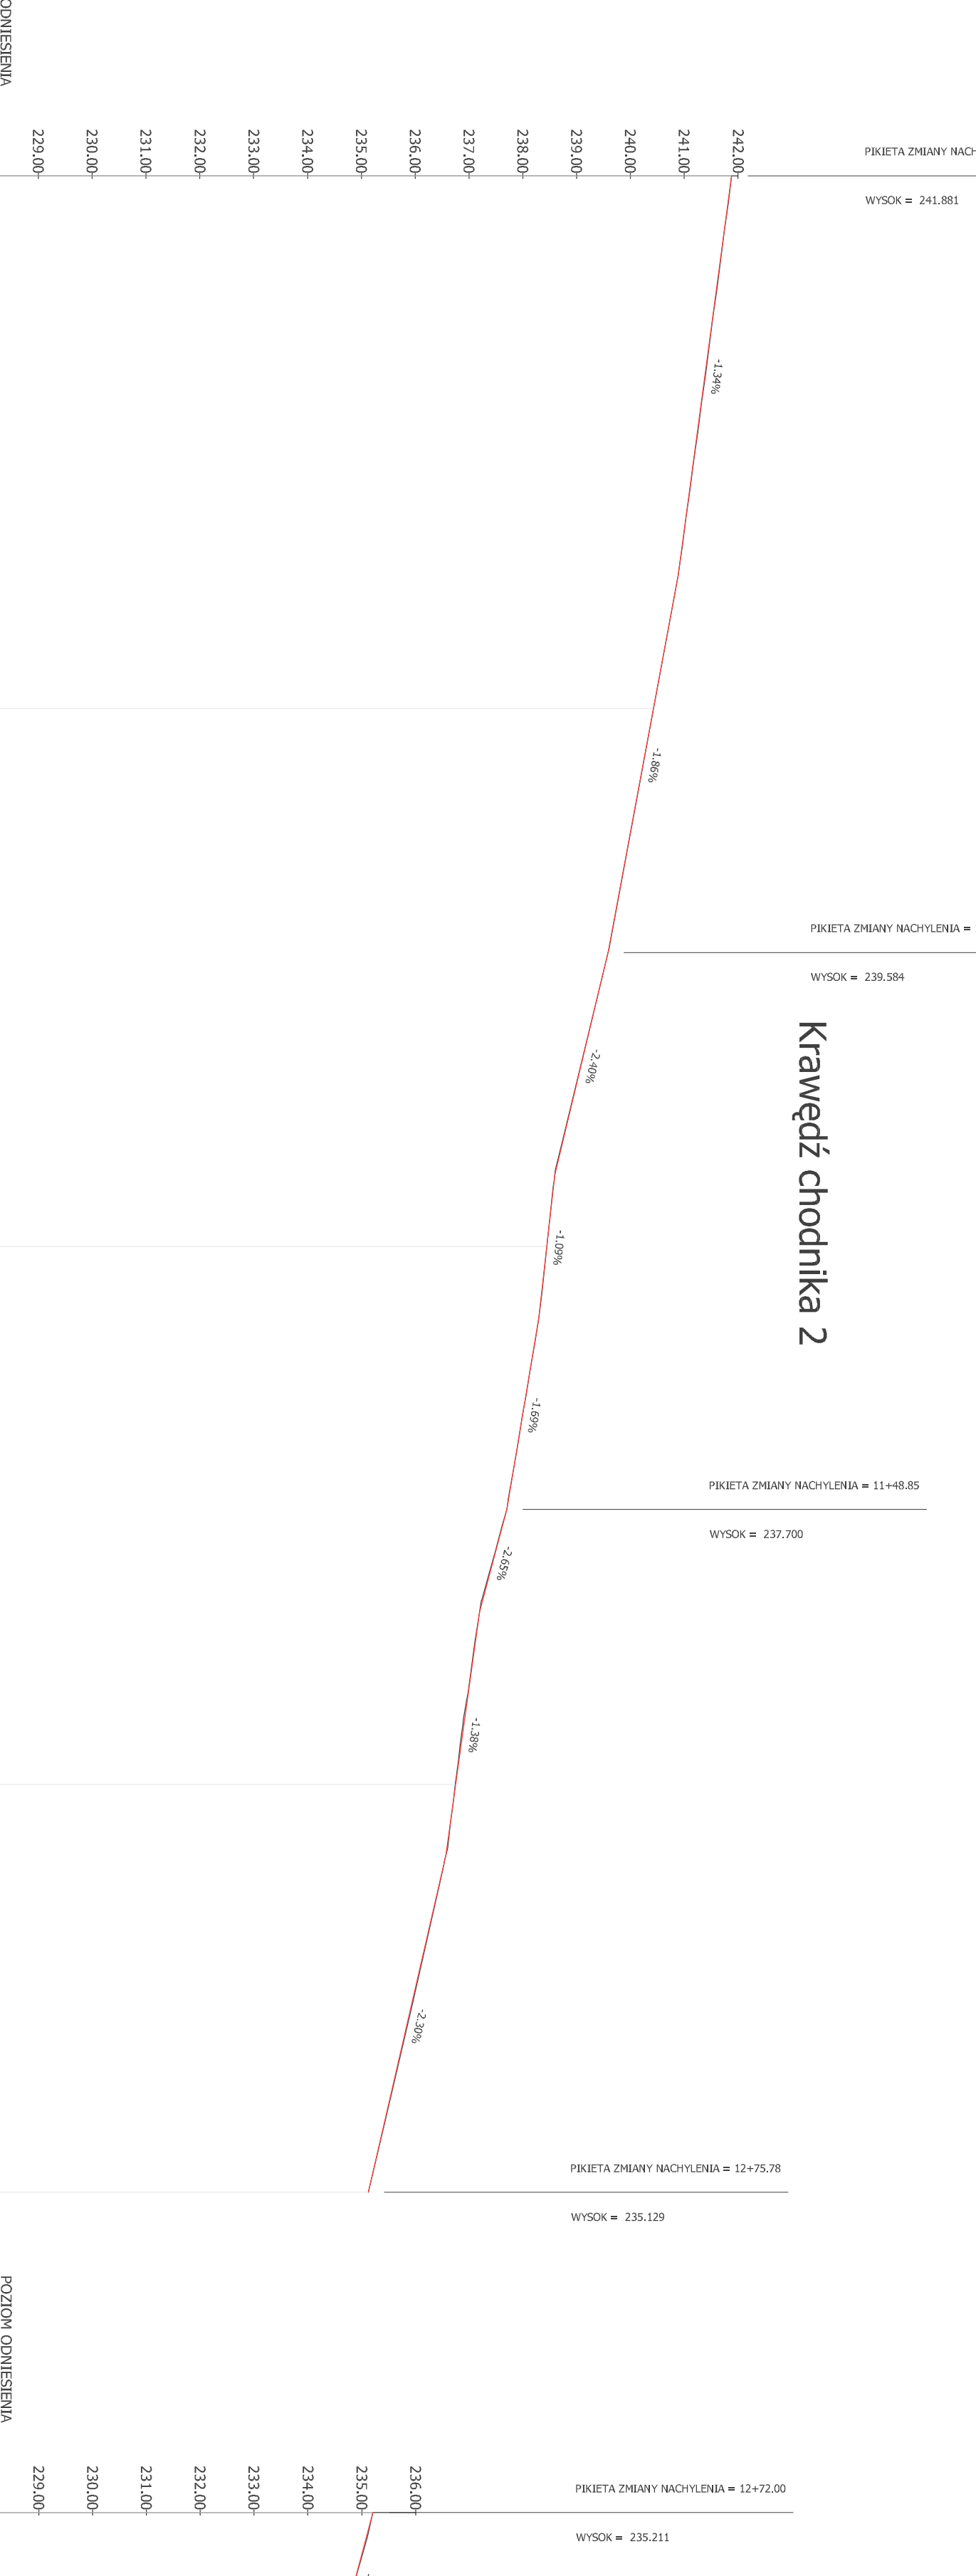 ODNIESIENIA
229.00
230.00
231.00
232.00
233.00
234.00
235.00
236.00
237.00
238.00
239.00
240.00
241.00
242.00
PIKIETA ZMIANY NACH
WYSOK = 241.881
-1.34%
-1.86%
PIKIETA ZMIANY NACHYLENIA =
WYSOK = 239.584
Krawędź chodnika 2
-2.40%
-1.09%
-1.69%
PIKIETA ZMIANY NACHYLENIA = 11+48.85
WYSOK = 237.700
-2.65%
-1.38%
-2.30%
PIKIETA ZMIANY NACHYLENIA = 12+75.78
WYSOK = 235.129
POZIOM ODNIESIENIA
229.00
230.00
231.00
232.00
233.00
234.00
235.00
236.00
PIKIETA ZMIANY NACHYLENIA = 12+72.00
WYSOK = 235.211